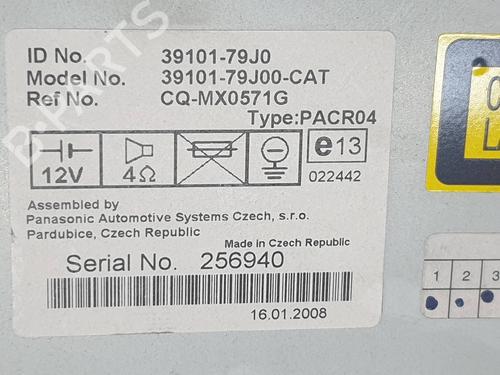 ID No. 39101-79J0
Model No. 39101-79J00-CAT
Ref No. CQ-MX0571G
Type:PACR04
12V
4Ω
e13
022442
Assembled by
Panasonic Automotive Systems Czech, s.r.o.
Pardubice, Czech Republic
Made in Czech Republic
Serial No. 256940
16.01.2008
1 2 3
B-PARTS